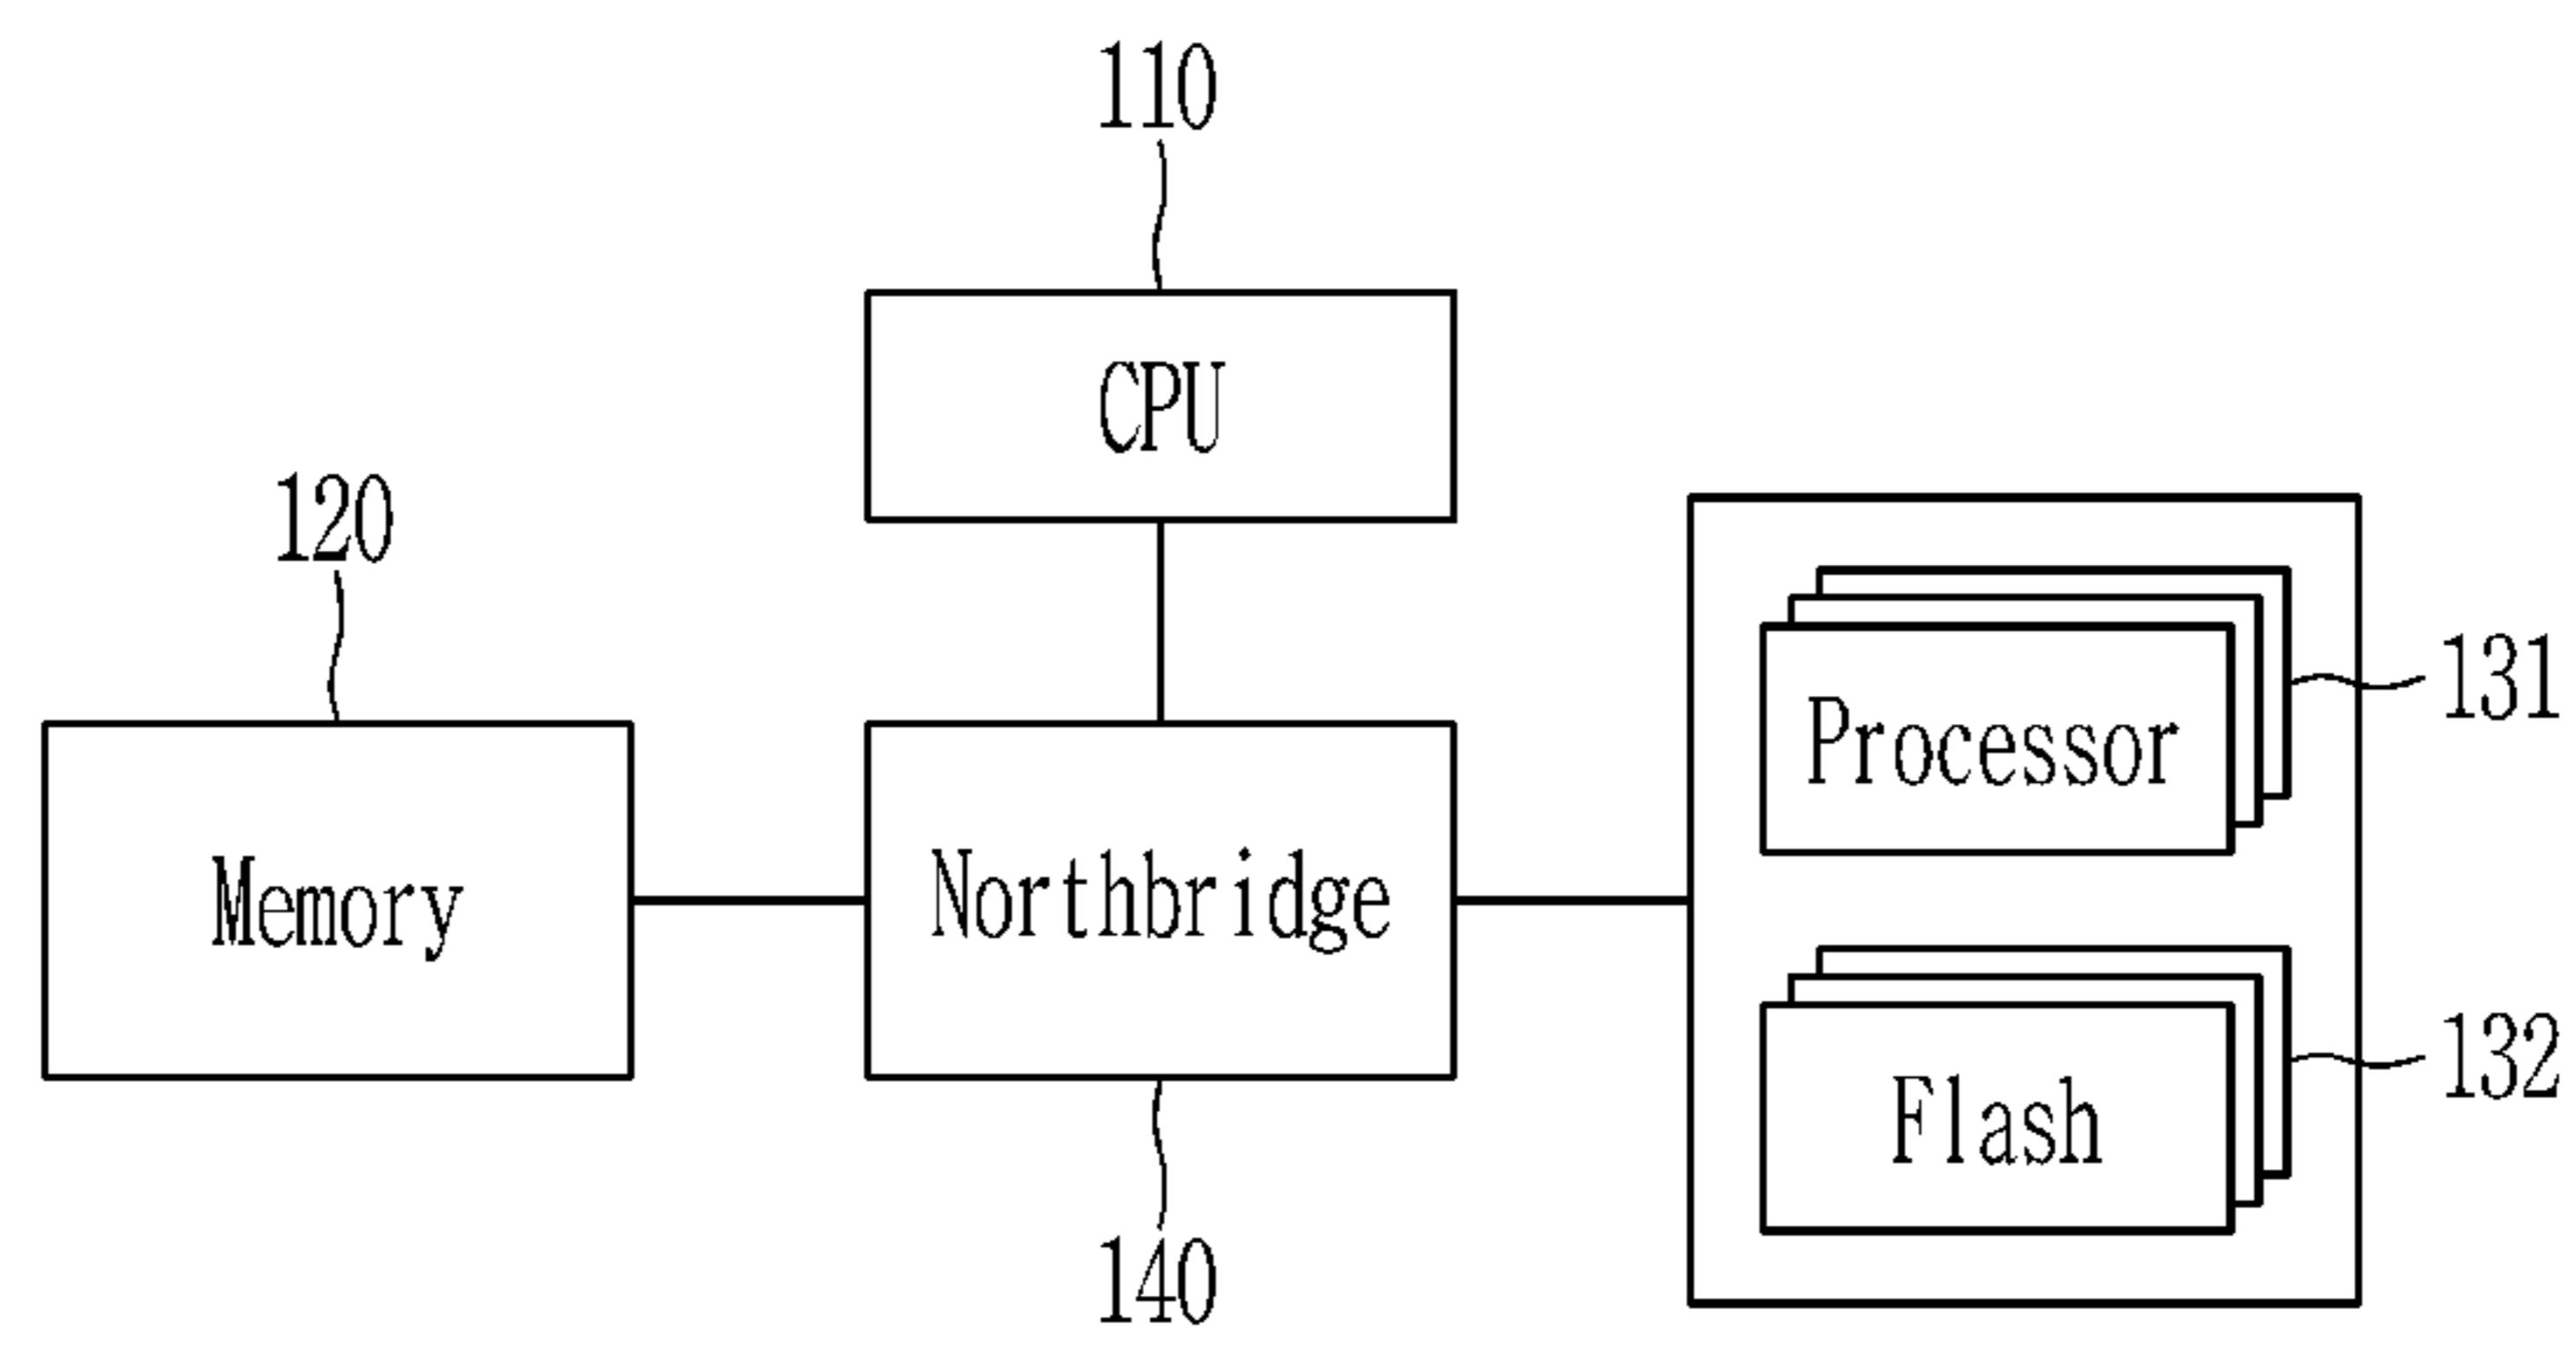 110
CPU
120
131
Processor
Memory
Northbridge
132
Flash
140